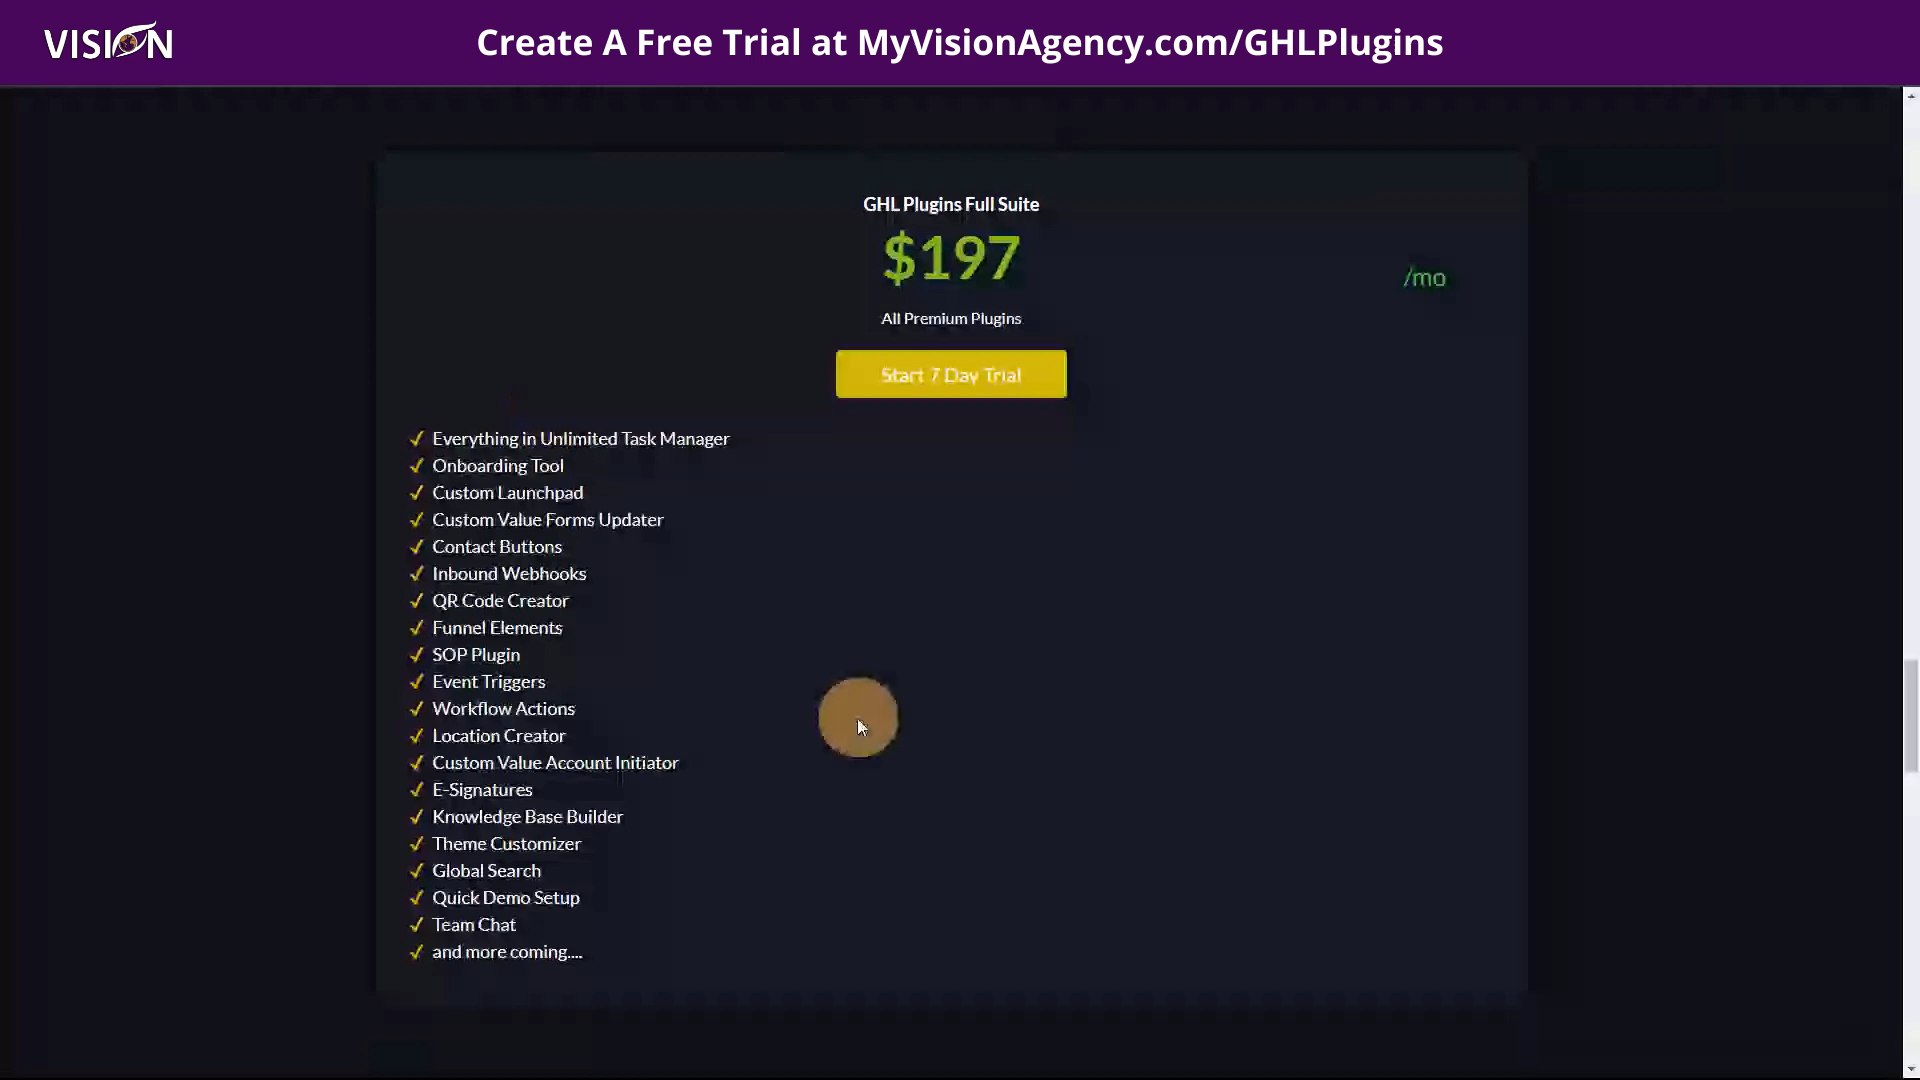 VISION
Create A Free Trial at MyVisionAgency.com/GHLPlugins
GHL Plugins Full Suite
$197
/mo
All Premium Plugins
Start 7 Day Trial
Everything in Unlimited Task Manager
Onboarding Tool
Custom Launchpad
Custom Value Forms Updater
Contact Buttons
Inbound Webhooks
QR Code Creator
Funnel Elements
SOP Plugin
Event Triggers
Workflow Actions
Location Creator
Custom Value Account Initiator
E-Signatures
Knowledge Base Builder
Theme Customizer
Global Search
Quick Demo Setup
Team Chat
and more coming....